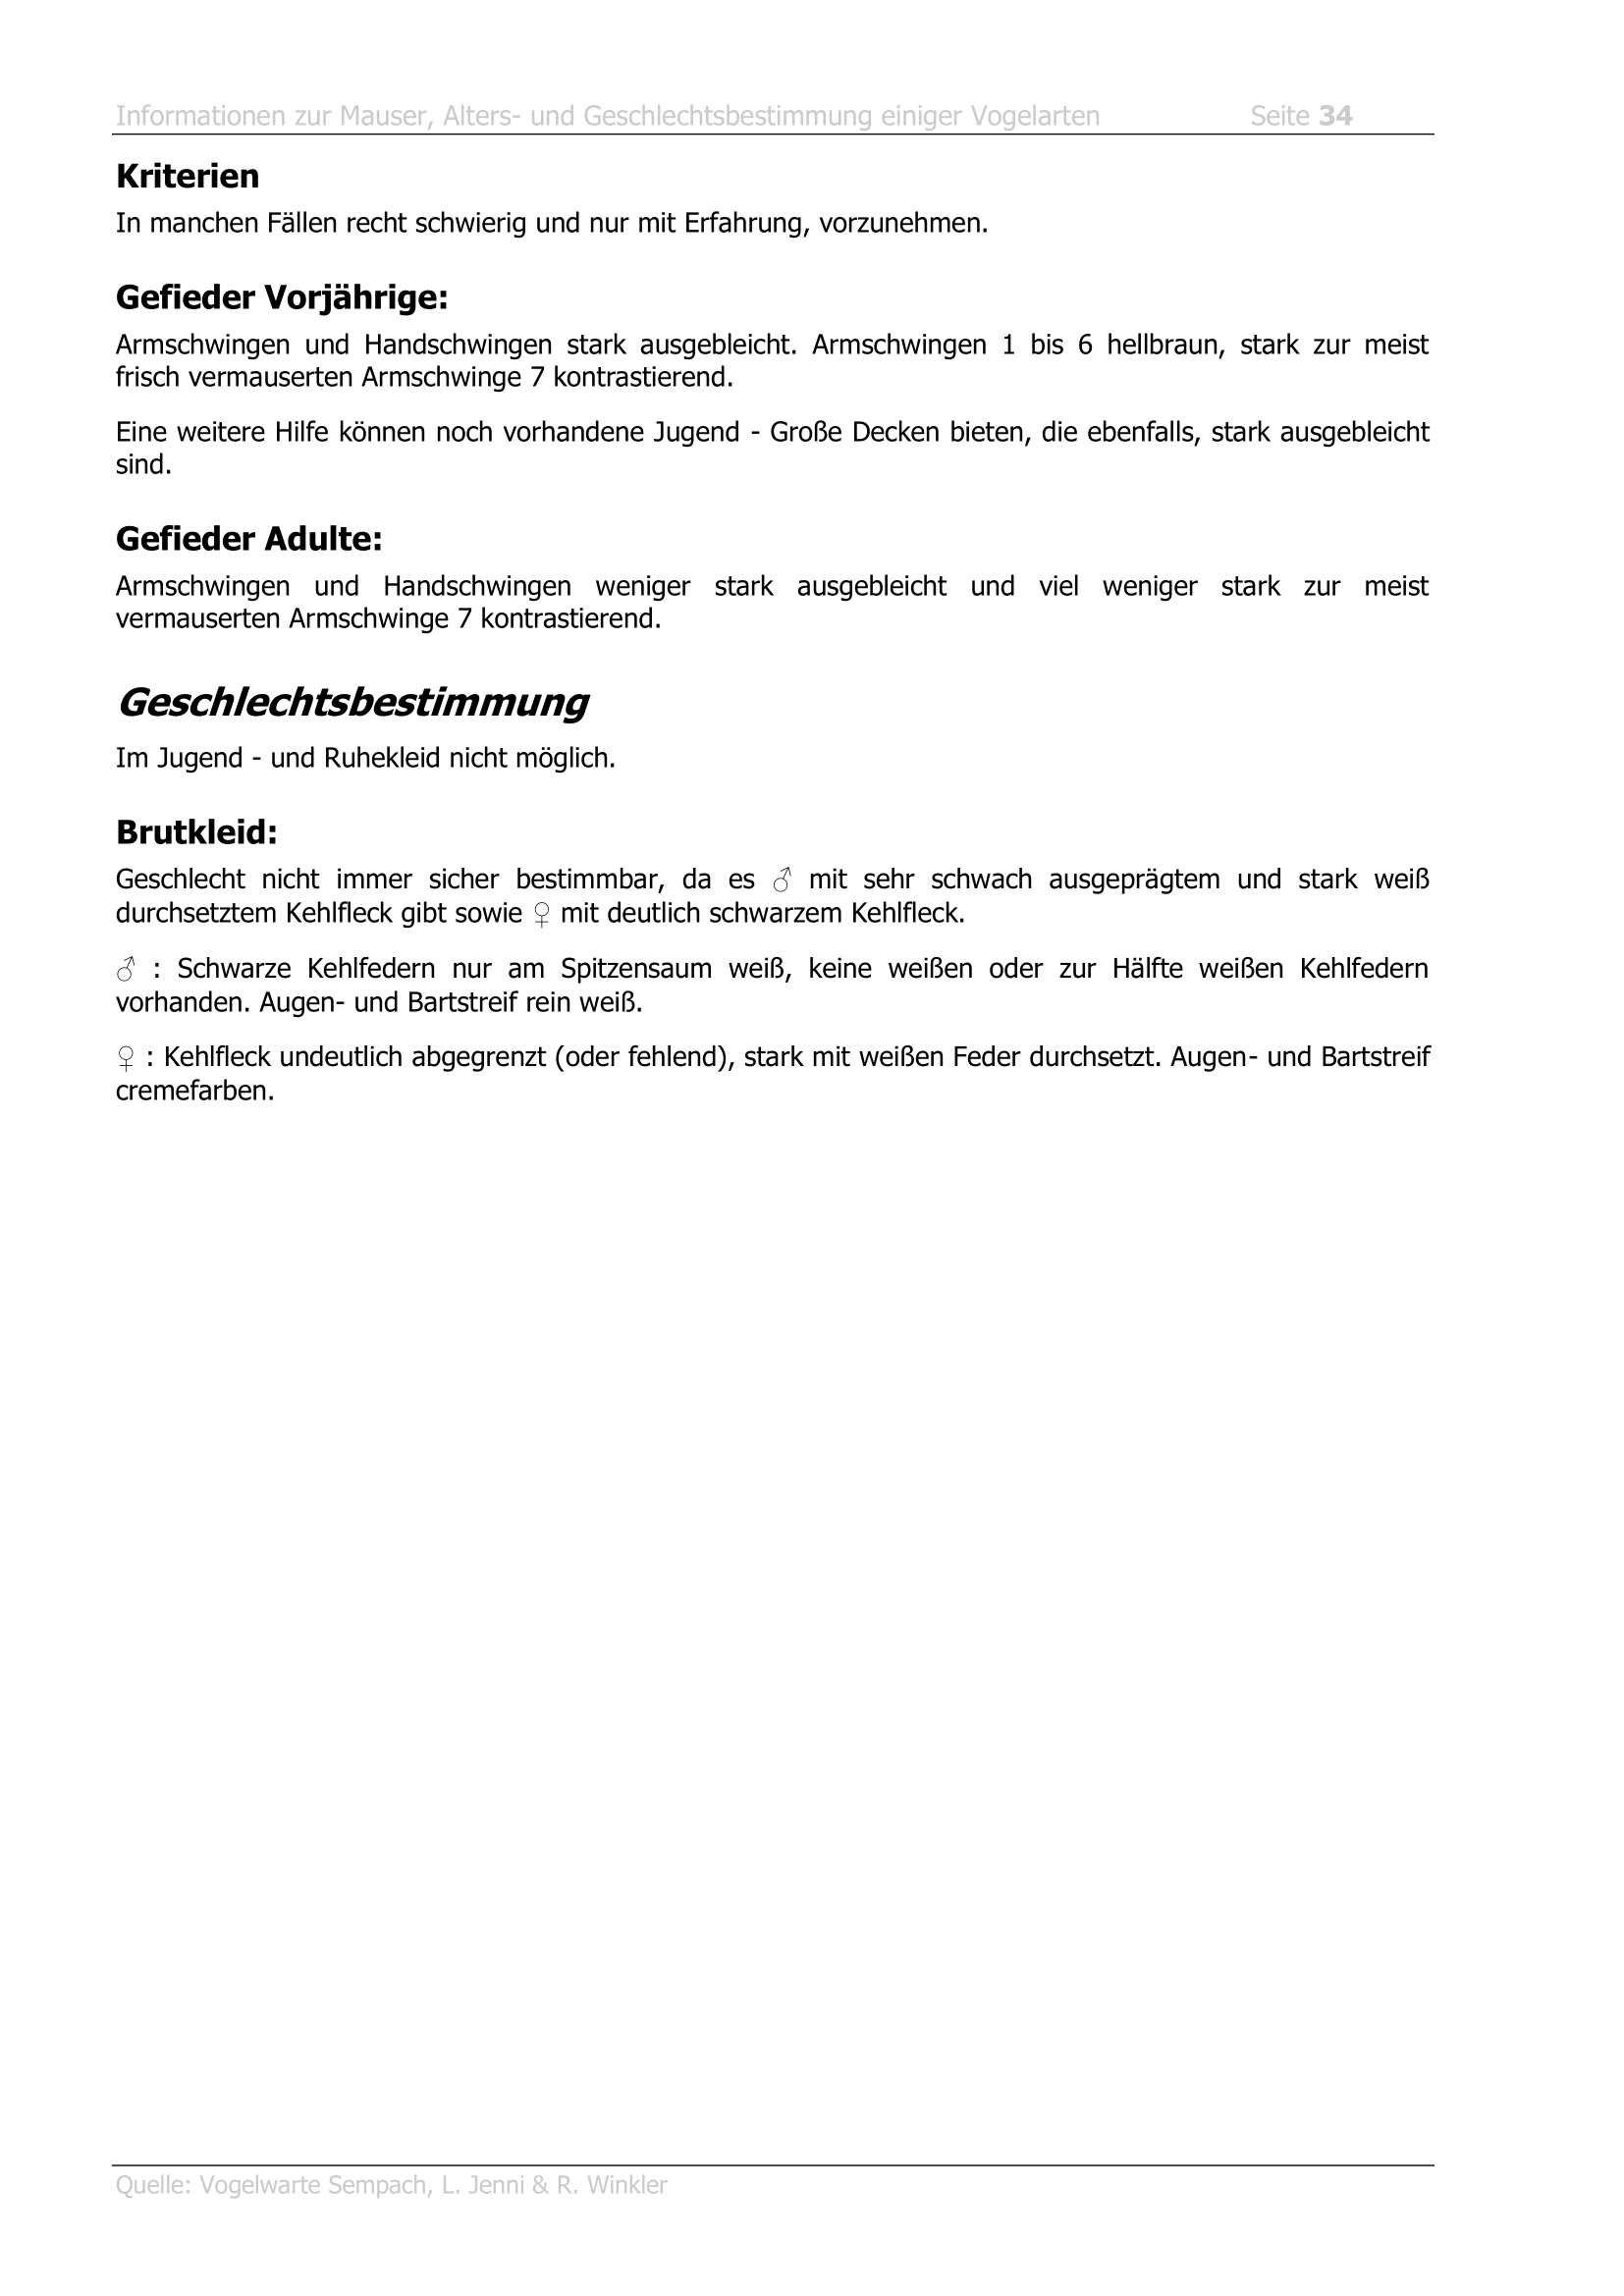 Informationen zur Mauser, Alters- und Geschlechtsbestimmung einiger Vogelarten Seite 34
Kriterien
In manchen Fällen recht schwierig und nur mit Erfahrung, vorzunehmen.
Gefieder Vorjährige:
Armschwingen und Handschwingen stark ausgebleicht. Armschwingen 1 bis 6 hellbraun, stark zur meist
frisch vermauserten Armschwinge 7 kontrastierend.
Eine weitere Hilfe können noch vorhandene Jugend - Große Decken bieten, die ebenfalls, stark ausgebleicht
sind.
Gefieder Adulte:
Armschwingen und Handschwingen weniger stark ausgebleicht und viel weniger stark zur meist
vermauserten Armschwinge 7 kontrastierend.
Geschlechtsbestimmung
Im Jugend - und Ruhekleid nicht möglich.
Brutkleid:
Geschlecht nicht immer sicher bestimmbar, da es ♂ mit sehr schwach ausgeprägtem und stark weiß
durchsetztem Kehlfleck gibt sowie ♀ mit deutlich schwarzem Kehlfleck.
♂ : Schwarze Kehlfedern nur am Spitzensaum weiß, keine weißen oder zur Hälfte weißen Kehlfedern
vorhanden. Augen- und Bartstreif rein weiß.
♀ : Kehlfleck undeutlich abgegrenzt (oder fehlend), stark mit weißen Feder durchsetzt. Augen- und Bartstreif
cremefarben.
Quelle: Vogelwarte Sempach, L. Jenni & R. Winkler